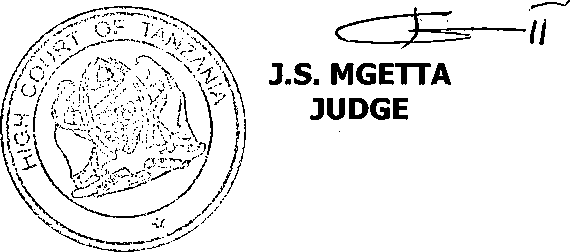 HIGH COURT OF TANZANIA
J.S. MGETTA
JUDGE